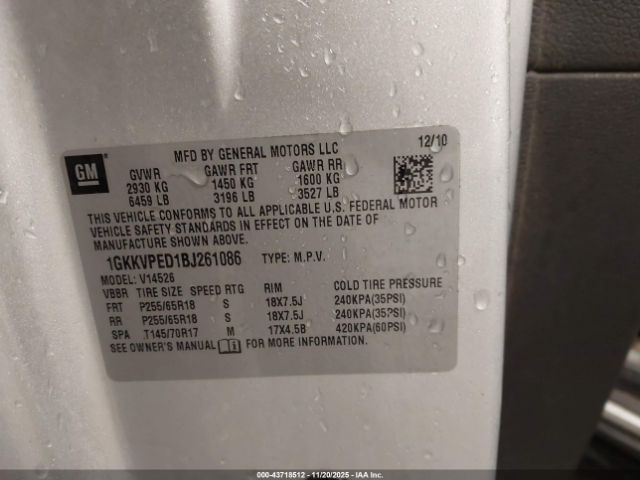 GM
MFD BY GENERAL MOTORS LLC 12/10
GVWR GAWR FRT GAWR RR
2930 KG 1450 KG 1600 KG
6459 LB 3196 LB 3527 LB
THIS VEHICLE CONFORMS TO ALL APPLICABLE U.S. FEDERAL MOTOR
VEHICLE SAFETY STANDARDS IN EFFECT ON THE DATE OF
MANUFACTURE SHOWN ABOVE.
1GKKVPED1BJ261086 TYPE: M.P.V.
MODEL: V14526
VBBR TIRE SIZE SPEED RTG RIM COLD TIRE PRESSURE
FRT P255/65R18 S 18X7.5J 240KPA(35PSI)
RR P255/65R18 S 18X7.5J 240KPA(35PSI)
SPA T145/70R17 M 17X4.5B 420KPA(60PSI)
SEE OWNER'S MANUAL FOR MORE INFORMATION.
000-43718512 - 11/20/2025 - IAA Inc.